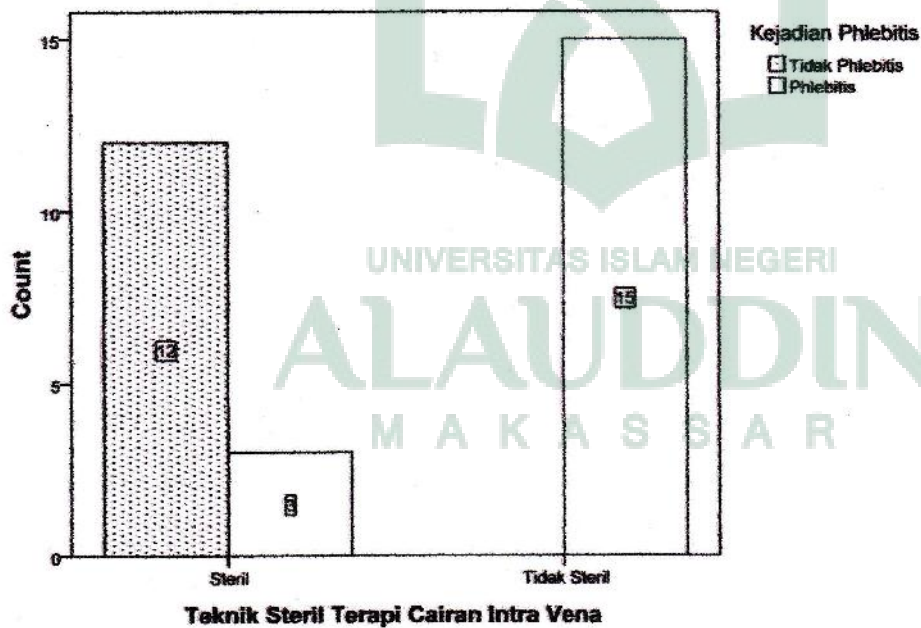 Kejadian Phlebitis
Tidak Phlebitis
Phlebitis
15
10
5
0
Count
12
3
15
Steril
Tidak Steril
Teknik Steril Terapi Cairan Intra Vena
UNIVERSITAS ISLAM NEGERI
ALAUDDIN
MAKASSAR